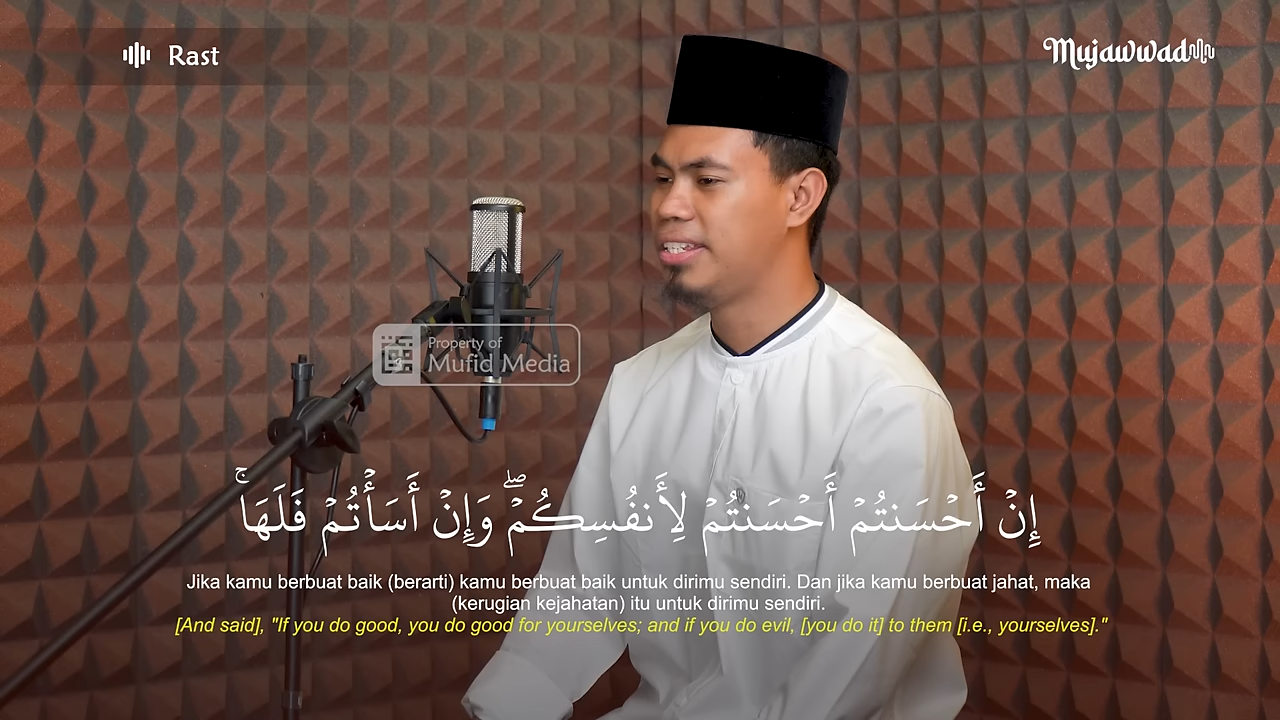 Rast
Mujawwad
Property of
Mufid Media
إِنْ أَحْسَنتُمْ أَحْسَنتُمْ لِأَنفُسِكُمْ ۖ وَإِنْ أَسَأْتُمْ فَلَهَا ۚ
Jika kamu berbuat baik (berarti) kamu berbuat baik untuk dirimu sendiri. Dan jika kamu berbuat jahat, maka
(kerugian kejahatan) itu untuk dirimu sendiri.
[And said], "If you do good, you do good for yourselves; and if you do evil, [you do it] to them [i.e., yourselves]."